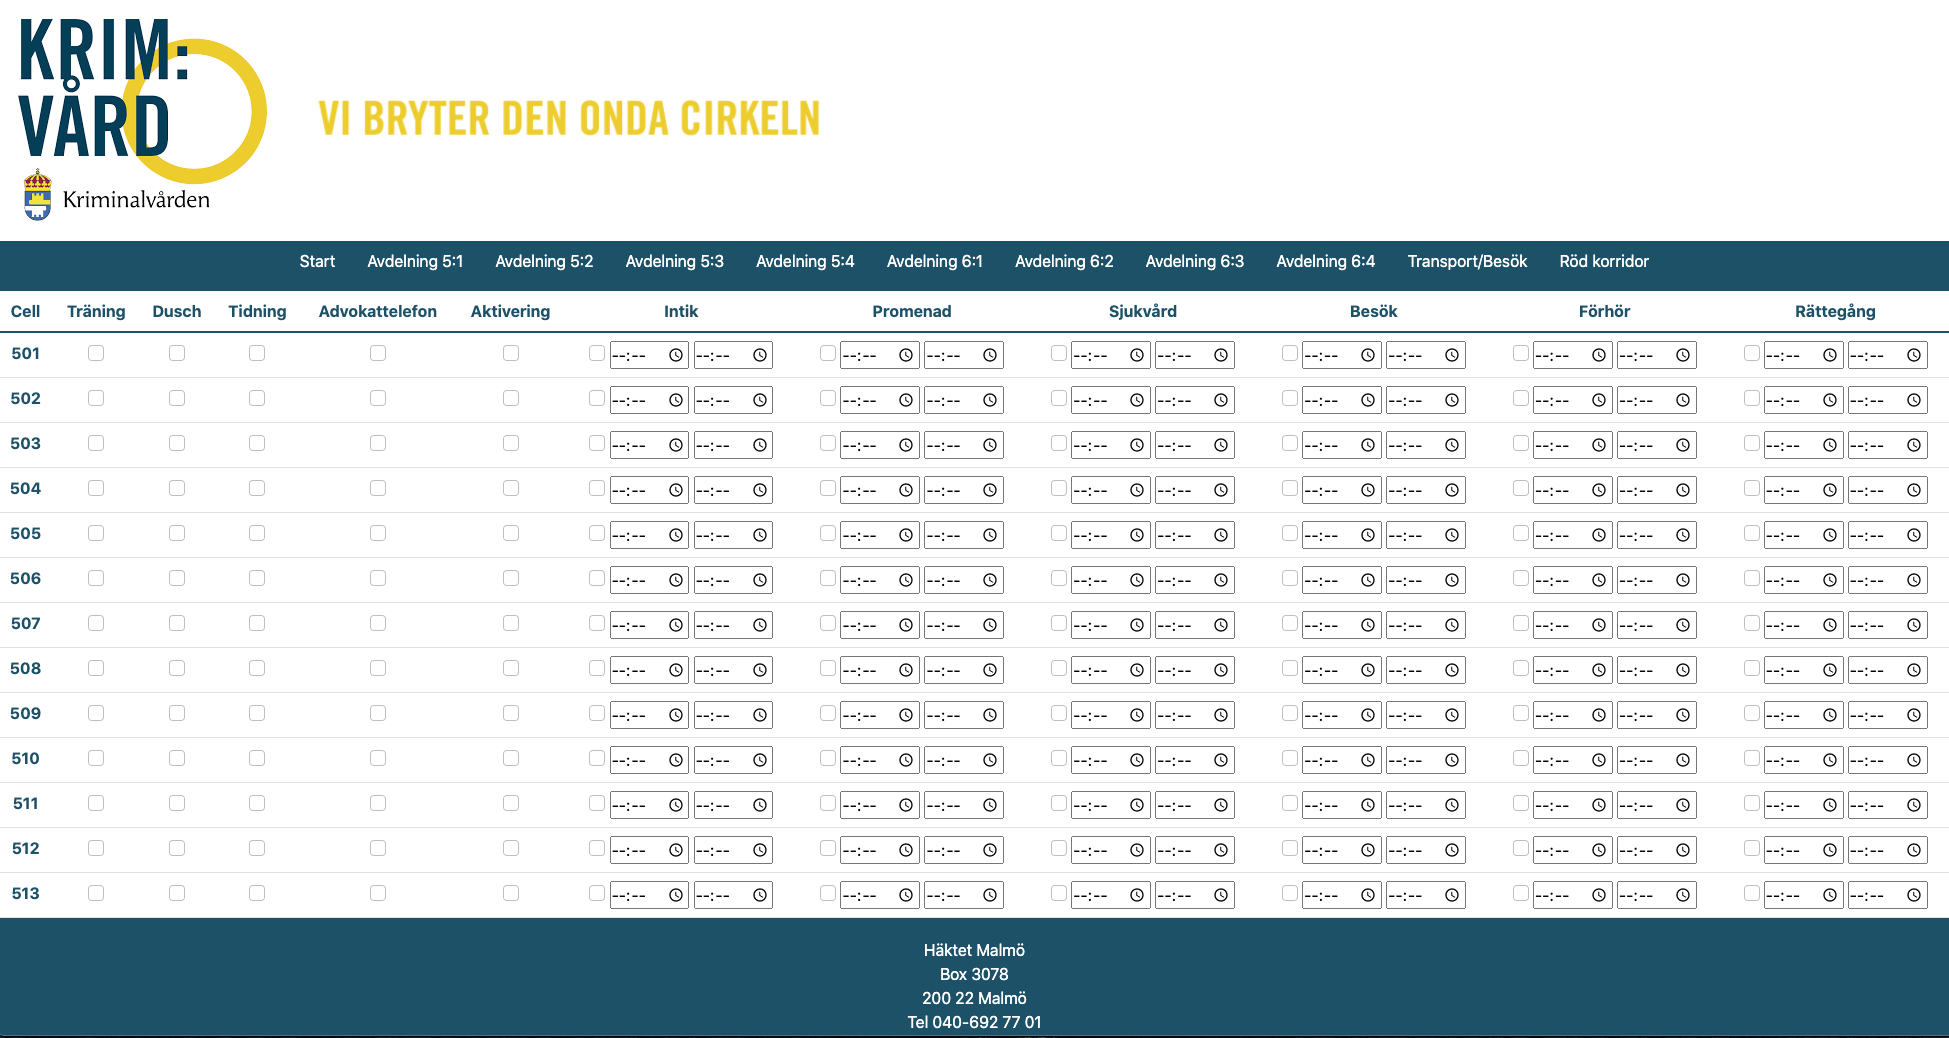 KRIM:
VÅRD
VI BRYTER DEN ONDA CIRKELN
Kriminalvården
Start Avdelning 5:1 Avdelning 5:2 Avdelning 5:3 Avdelning 5:4 Avdelning 6:1 Avdelning 6:2 Avdelning 6:3 Avdelning 6:4 Transport/Besök Röd korridor
Cell Träning Dusch Tidning Advokattelefon Aktivering Intik Promenad Sjukvård Besök Förhör Rättegång
501 --:-- --:-- --:-- --:-- --:-- --:-- --:-- --:-- --:-- --:-- --:-- --:--
502 --:-- --:-- --:-- --:-- --:-- --:-- --:-- --:-- --:-- --:-- --:-- --:--
503 --:-- --:-- --:-- --:-- --:-- --:-- --:-- --:-- --:-- --:-- --:-- --:--
504 --:-- --:-- --:-- --:-- --:-- --:-- --:-- --:-- --:-- --:-- --:-- --:--
505 --:-- --:-- --:-- --:-- --:-- --:-- --:-- --:-- --:-- --:-- --:-- --:--
506 --:-- --:-- --:-- --:-- --:-- --:-- --:-- --:-- --:-- --:-- --:-- --:--
507 --:-- --:-- --:-- --:-- --:-- --:-- --:-- --:-- --:-- --:-- --:-- --:--
508 --:-- --:-- --:-- --:-- --:-- --:-- --:-- --:-- --:-- --:-- --:-- --:--
509 --:-- --:-- --:-- --:-- --:-- --:-- --:-- --:-- --:-- --:-- --:-- --:--
510 --:-- --:-- --:-- --:-- --:-- --:-- --:-- --:-- --:-- --:-- --:-- --:--
511 --:-- --:-- --:-- --:-- --:-- --:-- --:-- --:-- --:-- --:-- --:-- --:--
512 --:-- --:-- --:-- --:-- --:-- --:-- --:-- --:-- --:-- --:-- --:-- --:--
513 --:-- --:-- --:-- --:-- --:-- --:-- --:-- --:-- --:-- --:-- --:-- --:--
Häktet Malmö
Box 3078
200 22 Malmö
Tel 040-692 77 01